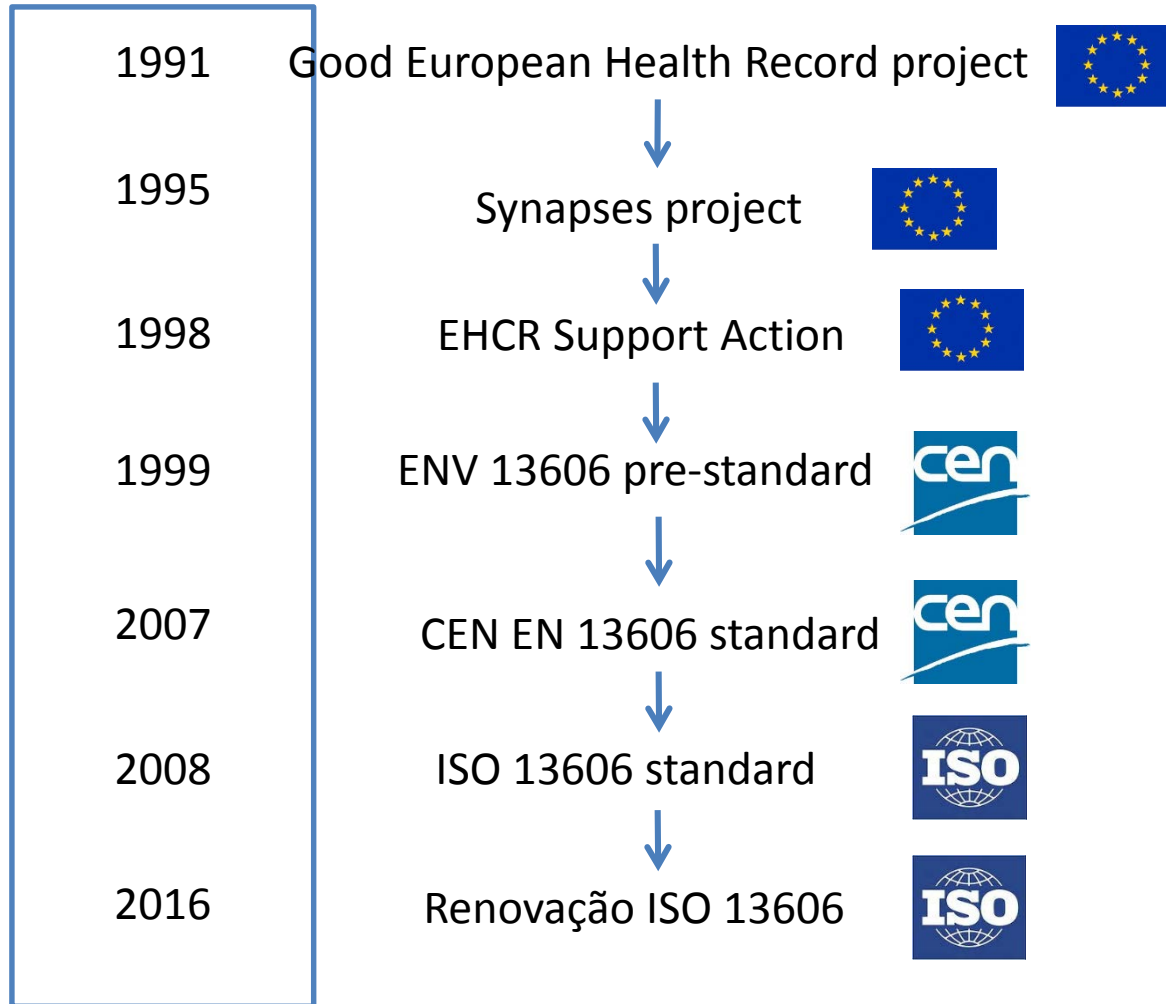 1991 Good European Health Record project
1995 Synapses project
1998 EHCR Support Action
1999 ENV 13606 pre-standard
cen
2007 CEN EN 13606 standard
cen
2008 ISO 13606 standard
ISO
2016 Renovação ISO 13606
ISO